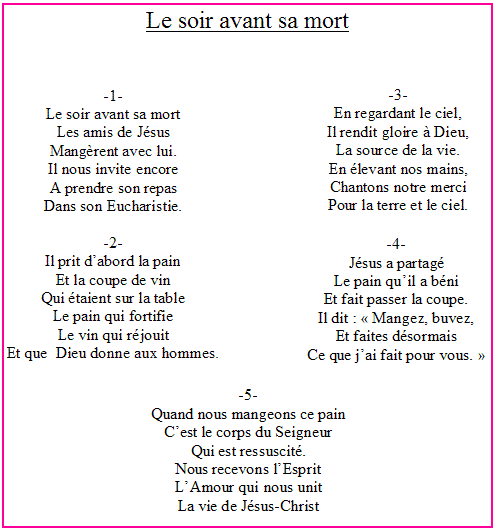 Le soir avant sa mort
-1-
Le soir avant sa mort
Les amis de Jésus
Mangèrent avec lui.
Il nous invite encore
A prendre son repas
Dans son Eucharistie.
-2-
Il prit d’abord la pain
Et la coupe de vin
Qui étaient sur la table
Le pain qui fortifie
Le vin qui réjouit
Et que Dieu donne aux hommes.
-3-
En regardant le ciel,
Il rendit gloire à Dieu,
La source de la vie.
En élevant nos mains,
Chantons notre merci
Pour la terre et le ciel.
-4-
Jésus a partagé
Le pain qu’il a béni
Et fait passer la coupe.
Il dit : « Mangez, buvez,
Et faites désormais
Ce que j’ai fait pour vous. »
-5-
Quand nous mangeons ce pain
C’est le corps du Seigneur
Qui est ressuscité.
Nous recevons l’Esprit
L’Amour qui nous unit
La vie de Jésus-Christ